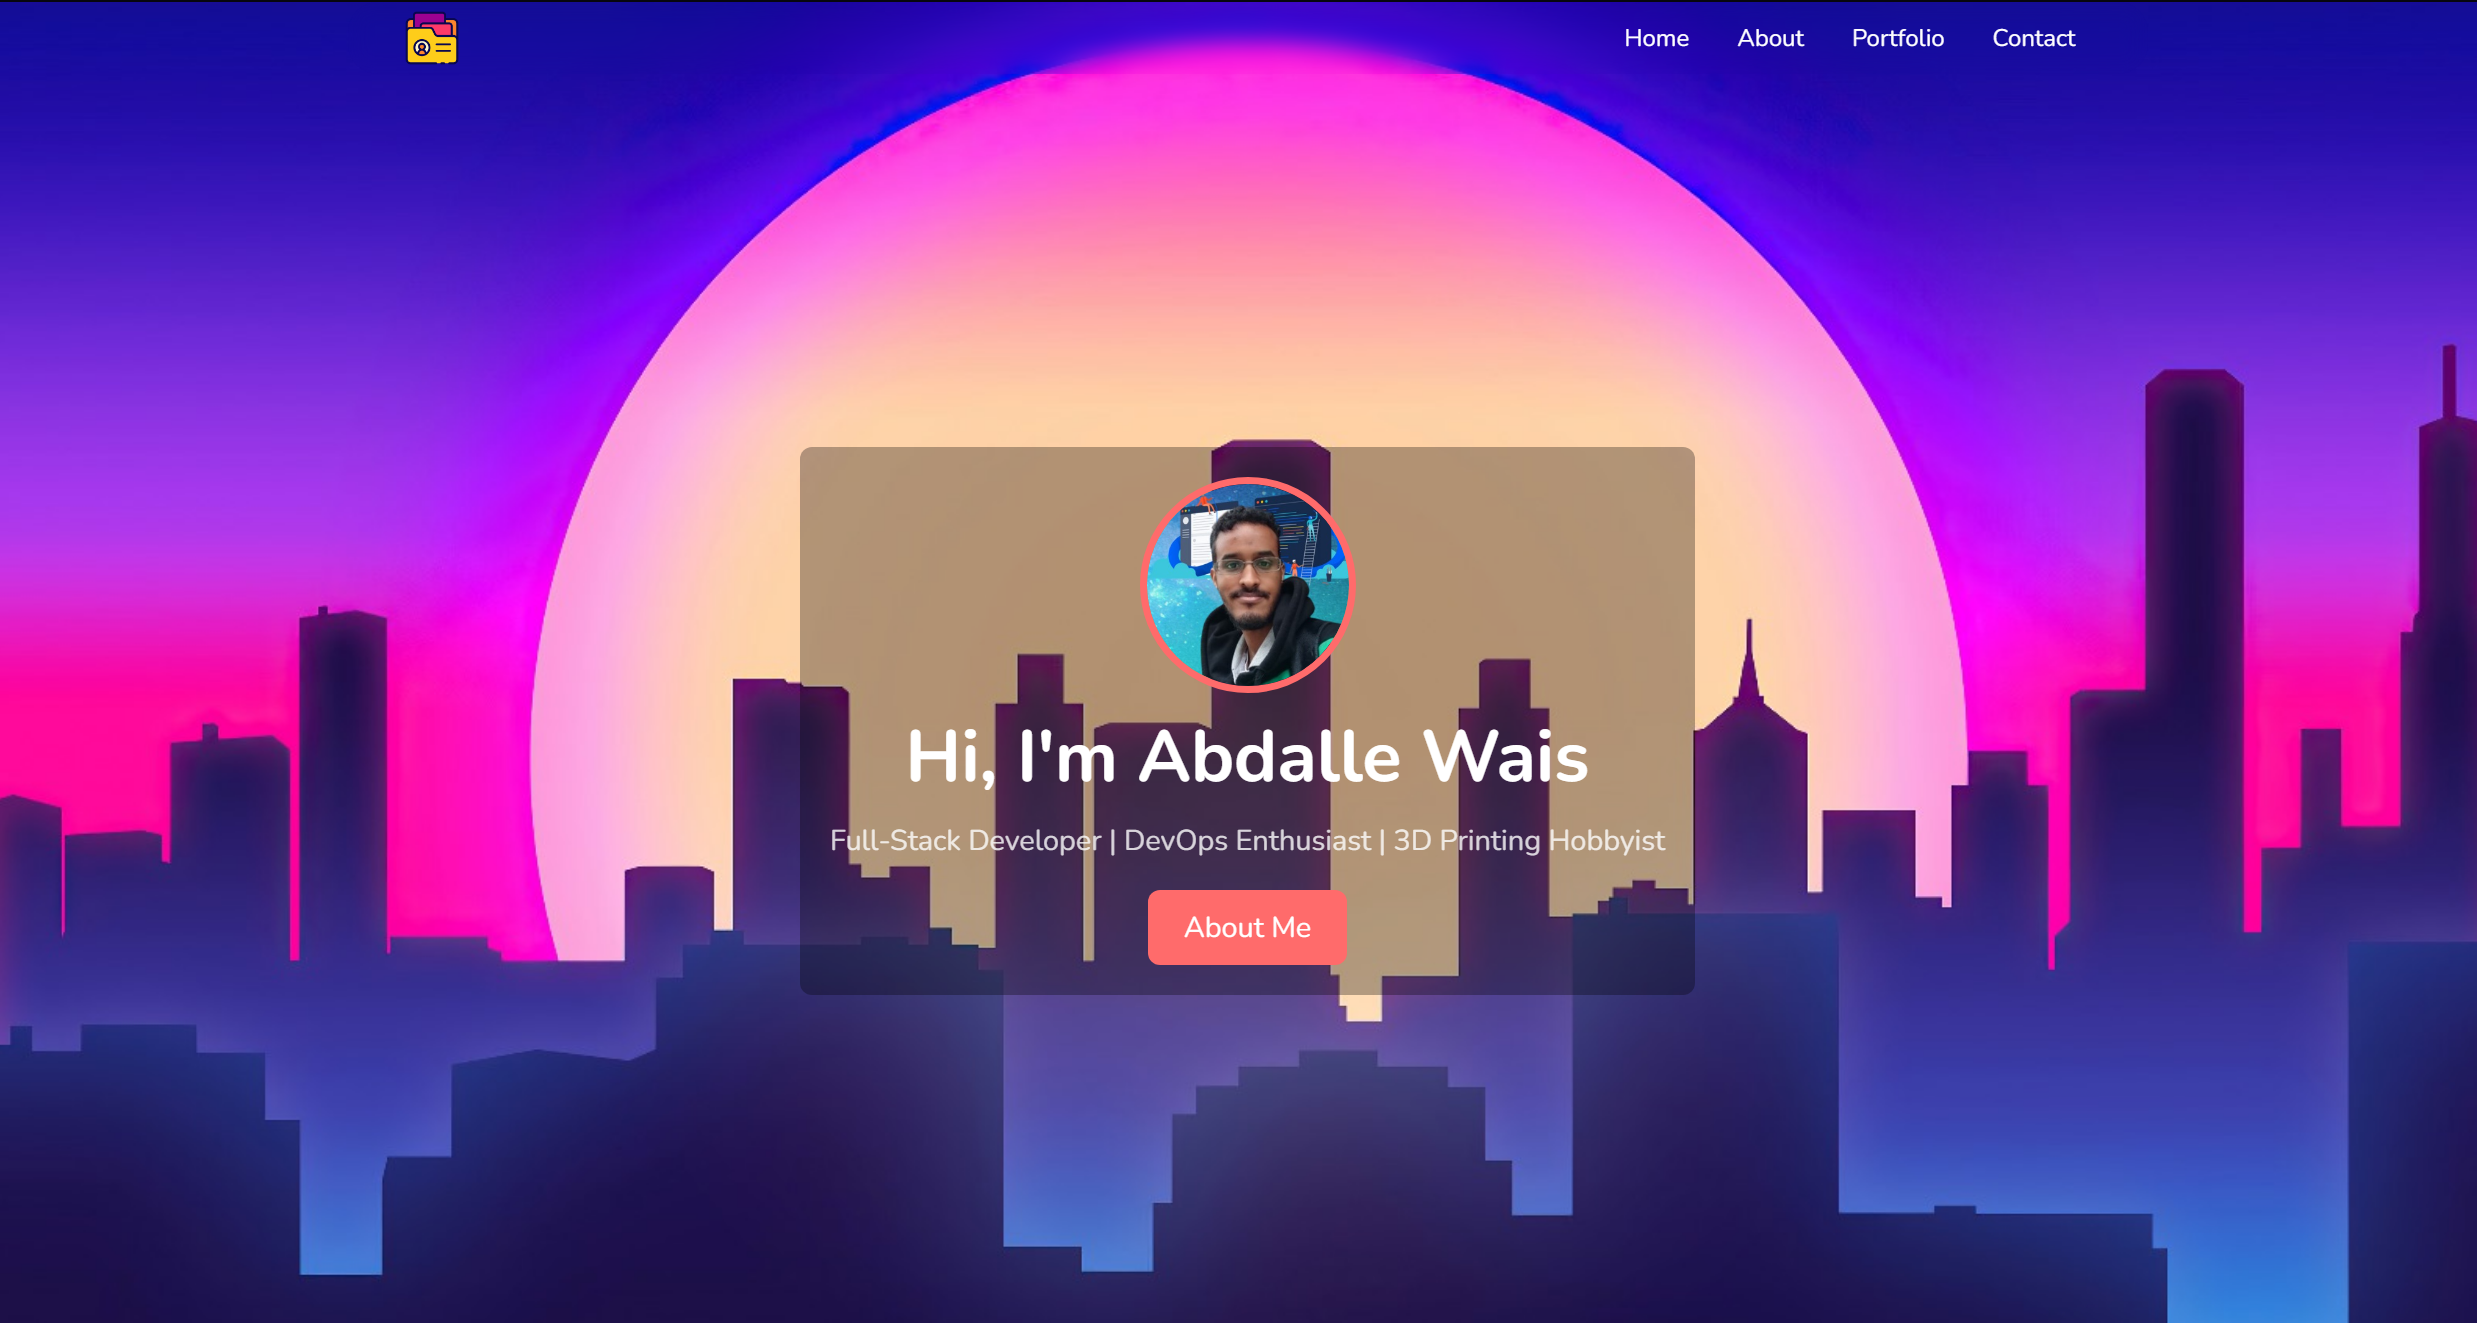 Home About Portfolio Contact
Hi, I'm Abdalle Wais
Full-Stack Developer | DevOps Enthusiast | 3D Printing Hobbyist
About Me